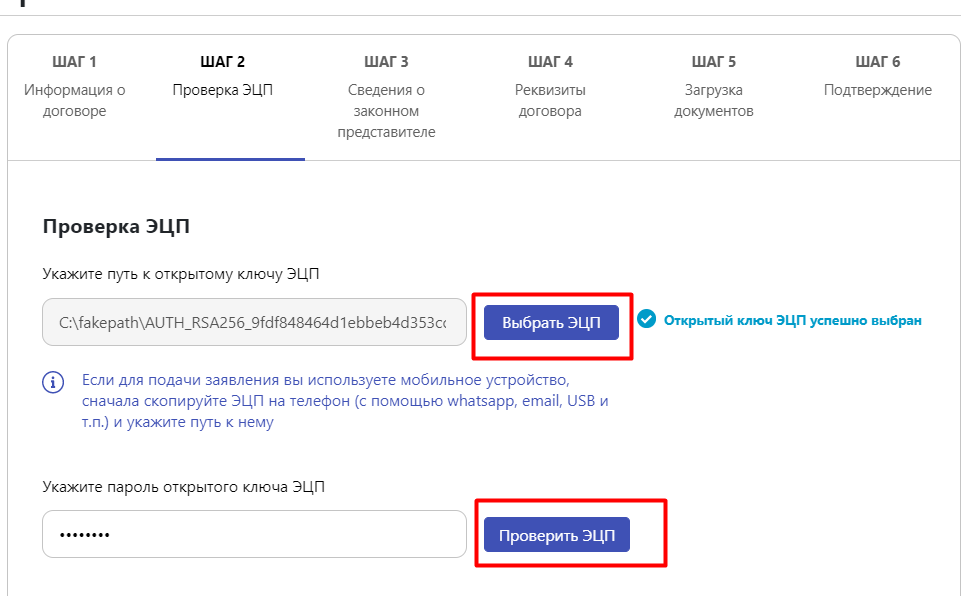 ШАГ 1
Информация о
договоре
ШАГ 2
Проверка ЭЦП
ШАГ 3
Сведения о
законном
представителе
ШАГ 4
Реквизиты
договора
ШАГ 5
Загрузка
документов
ШАГ 6
Подтверждение
Проверка ЭЦП
Укажите путь к открытому ключу ЭЦП
C:\fakepath\AUTH_RSA256_9fdf848464d1ebbeb4d353cc
Выбрать ЭЦП
Открытый ключ ЭЦП успешно выбран
Если для подачи заявления вы используете мобильное устройство,
сначала скопируйте ЭЦП на телефон (с помощью whatsapp, email, USB и
т.п.) и укажите путь к нему
Укажите пароль открытого ключа ЭЦП
••••••••
Проверить ЭЦП